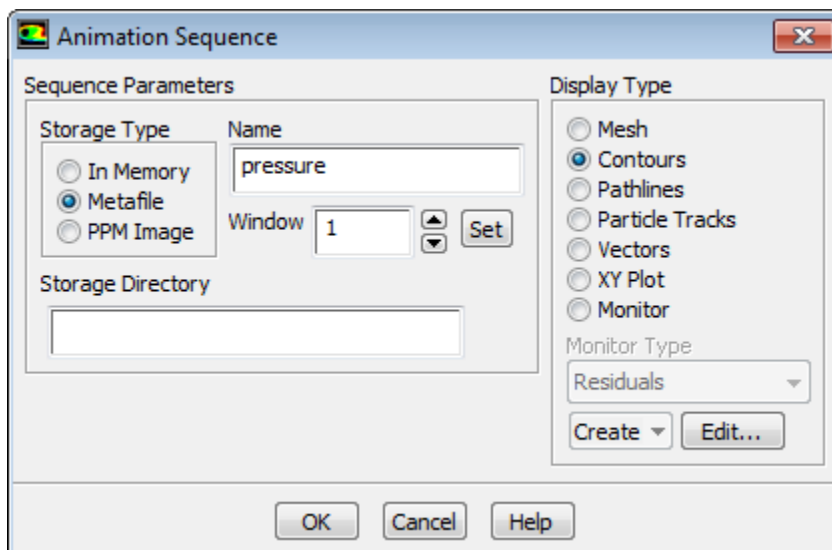 Animation Sequence
Sequence Parameters
Storage Type
In Memory
Metafile
PPM Image
Name
pressure
Window
1
Set
Storage Directory
Display Type
Mesh
Contours
Pathlines
Particle Tracks
Vectors
XY Plot
Monitor
Monitor Type
Residuals
Create
Edit...
OK
Cancel
Help